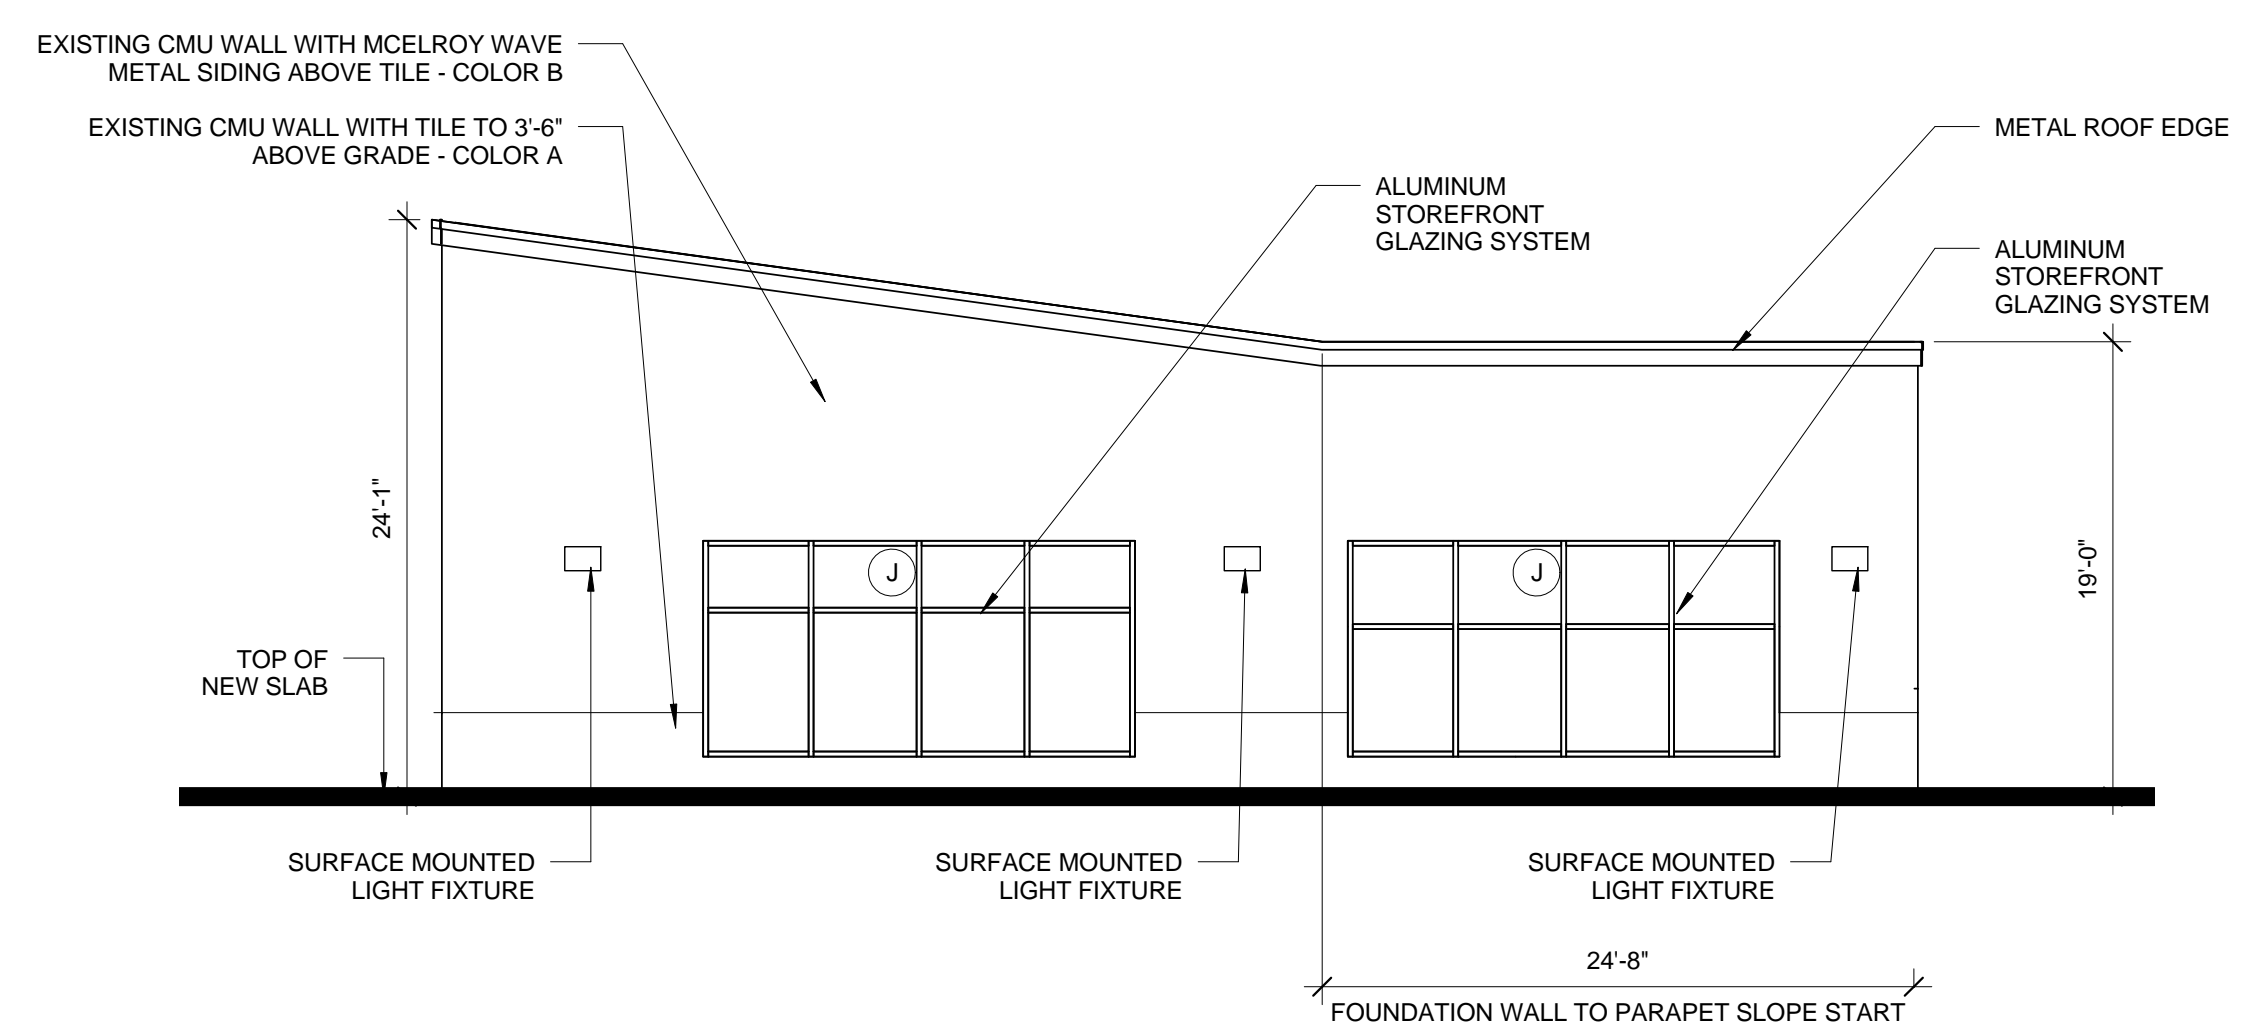 EXISTING CMU WALL WITH MCELROY WAVE
METAL SIDING ABOVE TILE - COLOR B
EXISTING CMU WALL WITH TILE TO 3'-6"
ABOVE GRADE - COLOR A
METAL ROOF EDGE
ALUMINUM
STOREFRONT
GLAZING SYSTEM
ALUMINUM
STOREFRONT
GLAZING SYSTEM
24'-1"
19'-0"
J
J
TOP OF
NEW SLAB
SURFACE MOUNTED
LIGHT FIXTURE
SURFACE MOUNTED
LIGHT FIXTURE
SURFACE MOUNTED
LIGHT FIXTURE
24'-8"
FOUNDATION WALL TO PARAPET SLOPE START